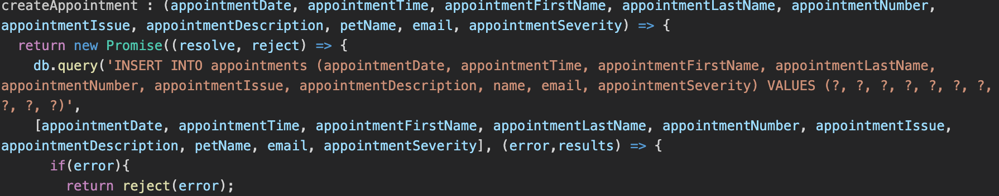 createAppointment : (appointmentDate, appointmentTime, appointmentFirstName, appointmentLastName, appointmentNumber,
appointmentIssue, appointmentDescription, petName, email, appointmentSeverity) => {
return new Promise((resolve, reject) => {
db.query('INSERT INTO appointments (appointmentDate, appointmentTime, appointmentFirstName, appointmentLastName,
appointmentNumber, appointmentIssue, appointmentDescription, name, email, appointmentSeverity) VALUES (?, ?, ?, ?, ?, ?, ?,
?, ?, ?)',
[appointmentDate, appointmentTime, appointmentFirstName, appointmentLastName, appointmentNumber, appointmentIssue,
appointmentDescription, petName, email, appointmentSeverity], (error,results) => {
if(error){
return reject(error);